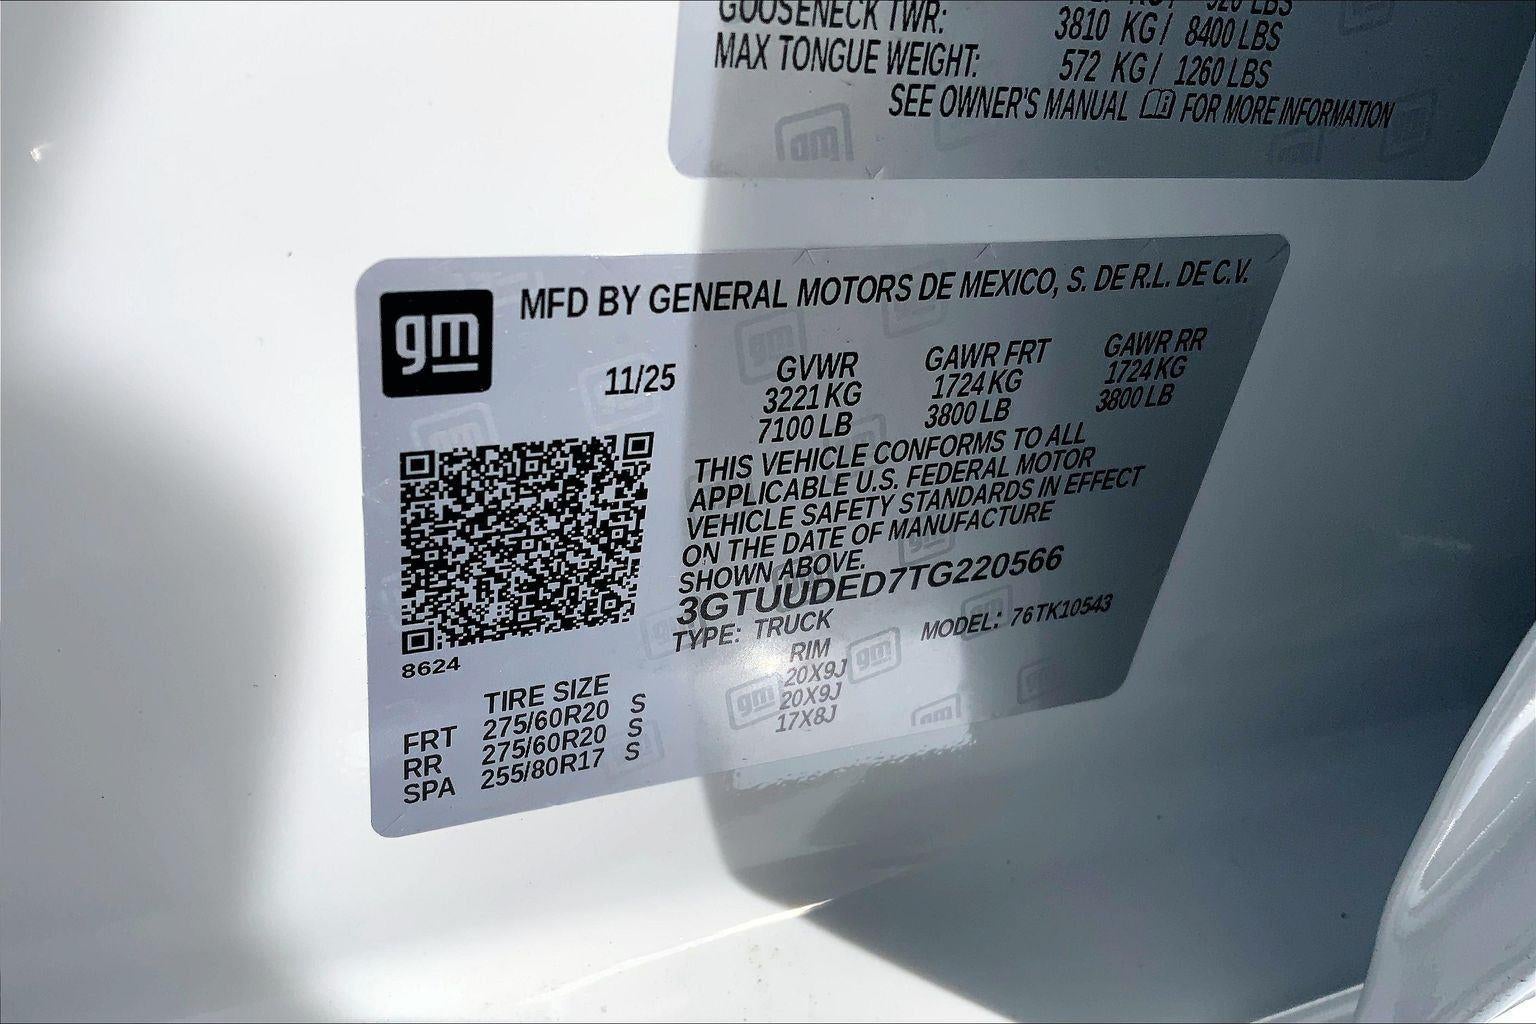 GOOSENECK TWR: 3810 KG / 8400 LBS
MAX TONGUE WEIGHT: 572 KG / 1260 LBS
SEE OWNER'S MANUAL FOR MORE INFORMATION
gm
MFD BY GENERAL MOTORS DE MEXICO, S. DE R.L. DE C.V.
11/25
GVWR GAWR FRT GAWR RR
3221 KG 1724 KG 1724 KG
7100 LB 3800 LB 3800 LB
THIS VEHICLE CONFORMS TO ALL
APPLICABLE U.S. FEDERAL MOTOR
VEHICLE SAFETY STANDARDS IN EFFECT
ON THE DATE OF MANUFACTURE
SHOWN ABOVE.
3GTUUDED7TG220566
TYPE: TRUCK MODEL: 76TK10543
8624
TIRE SIZE RIM
FRT 275/60R20 S 20X9J
RR 275/60R20 S 20X9J
SPA 255/80R17 S 17X8J